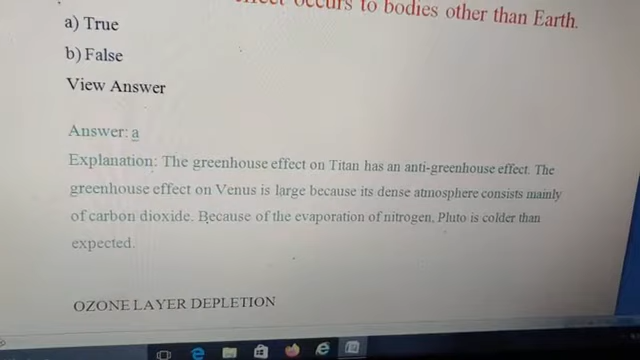 occurs to bodies other than Earth.
a) True
b) False
View Answer
Answer: a
Explanation: The greenhouse effect on Titan has an anti-greenhouse effect. The
greenhouse effect on Venus is large because its dense atmosphere consists mainly
of carbon dioxide. Because of the evaporation of nitrogen, Pluto is colder than
expected.
OZONE LAYER DEPLETION